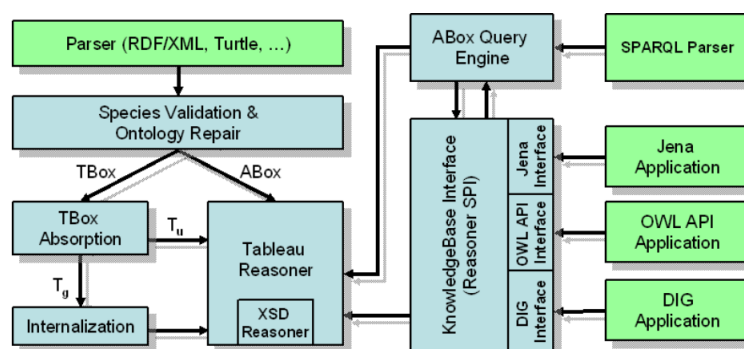 Parser (RDF/XML, Turtle, …)
ABox Query
Engine
SPARQL Parser
Species Validation &
Ontology Repair
TBox
ABox
TBox
Absorption
Tu
Tg
Internalization
Tableau
Reasoner
XSD
Reasoner
KnowledgeBase Interface
(Reasoner SPI)
Jena
Interface
OWL API
Interface
DIG
Interface
Jena
Application
OWL API
Application
DIG
Application